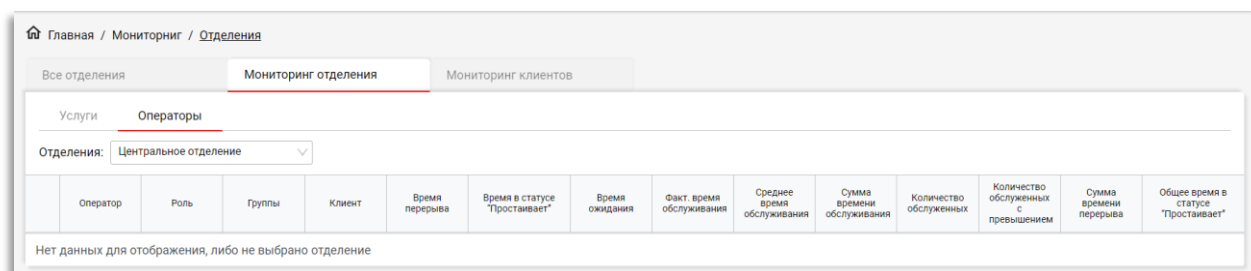 Главная / Мониторниг / Отделения
Все отделения Мониторинг отделения Мониторинг клиентов
Услуги Операторы
Отделения: Центральное отделение
Оператор Роль Группы Клиент Время перерыва Время в статусе "Простаивает" Время ожидания Факт. время обслуживания Среднее время обслуживания Сумма времени обслуживания Количество обслуженных Количество обслуженных с превышением Сумма времени перерыва Общее время в статусе "Простаивает"
Нет данных для отображения, либо не выбрано отделение